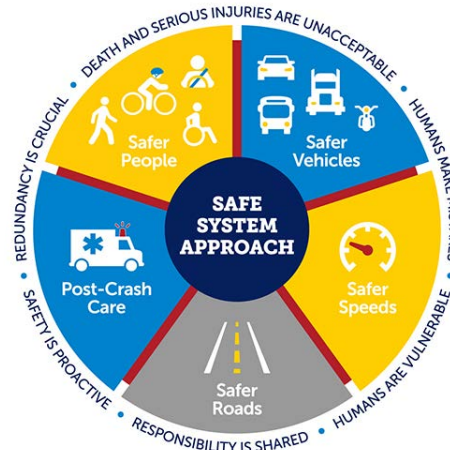 DEATH AND SERIOUS INJURIES ARE UNACCEPTABLE
HUMANS MAKE
HUMANS ARE VULNERABLE
RESPONSIBILITY IS SHARED
SAFETY IS PROACTIVE
REDUNDANCY IS CRUCIAL
Safer
People
Safer
Vehicles
SAFE
SYSTEM
APPROACH
Post-Crash
Care
Safer
Speeds
Safer
Roads